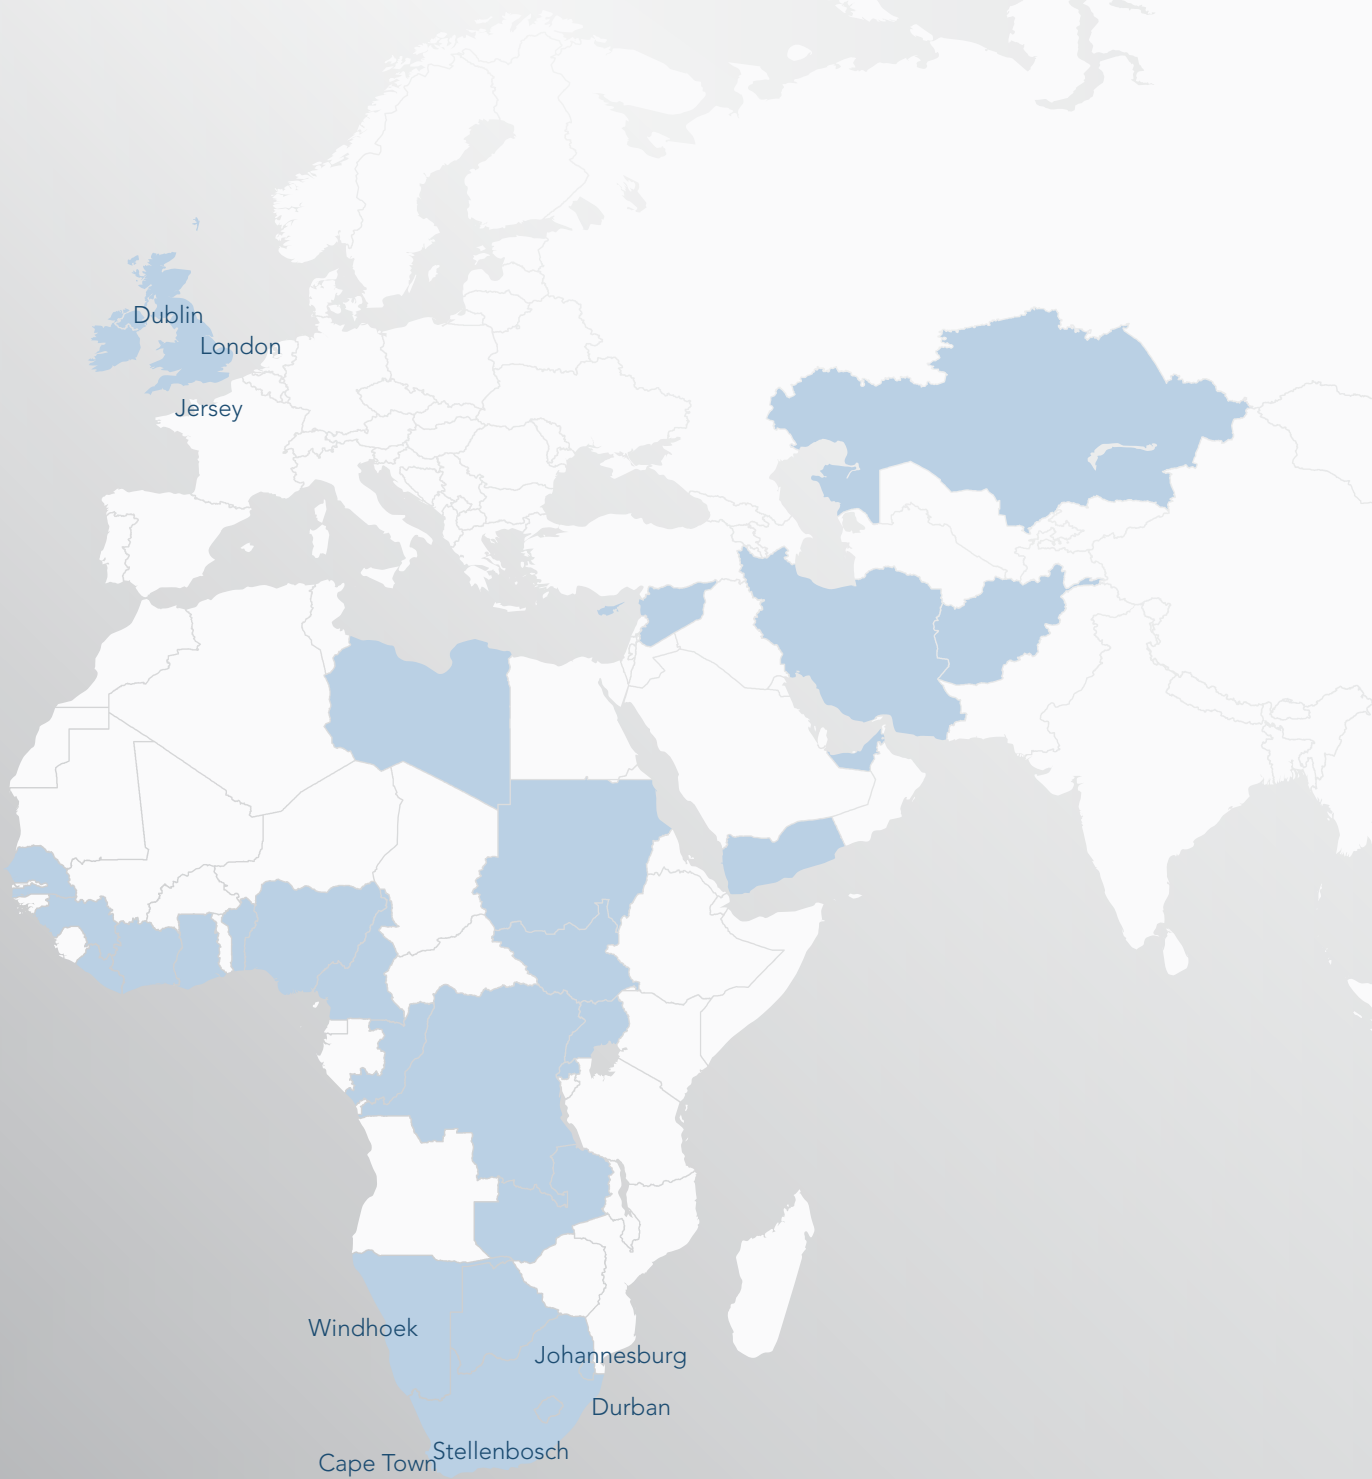 Dublin
London
Jersey
Windhoek
Johannesburg
Durban
Stellenbosch
Cape Town